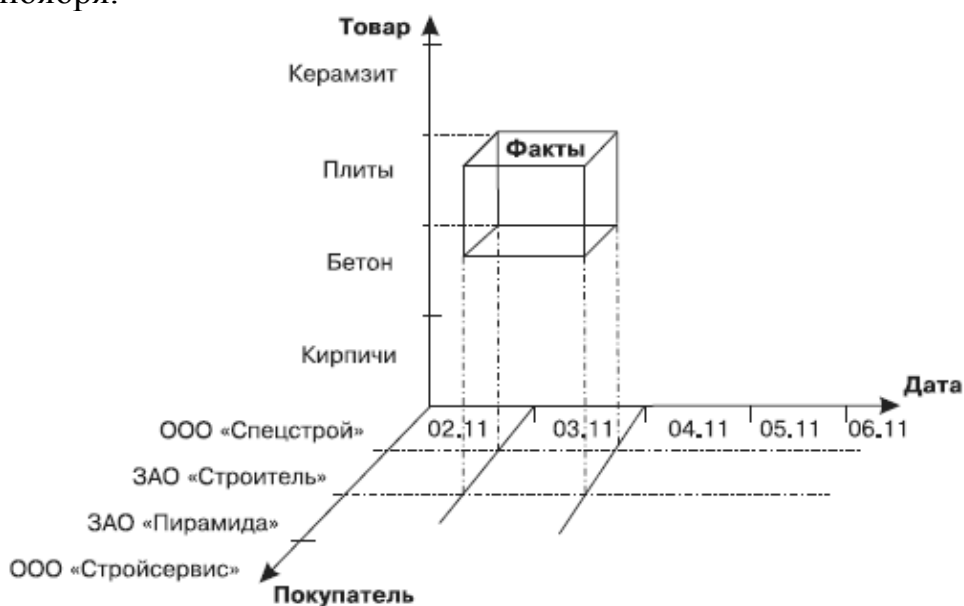 ноября.
Товар
Керамзит
Факты
Плиты
Бетон
Кирпичи
Дата
ООО «Спецстрой» 02.11 03.11 04.11 05.11 06.11
ЗАО «Строитель»
ЗАО «Пирамида»
ООО «Стройсервис»
Покупатель